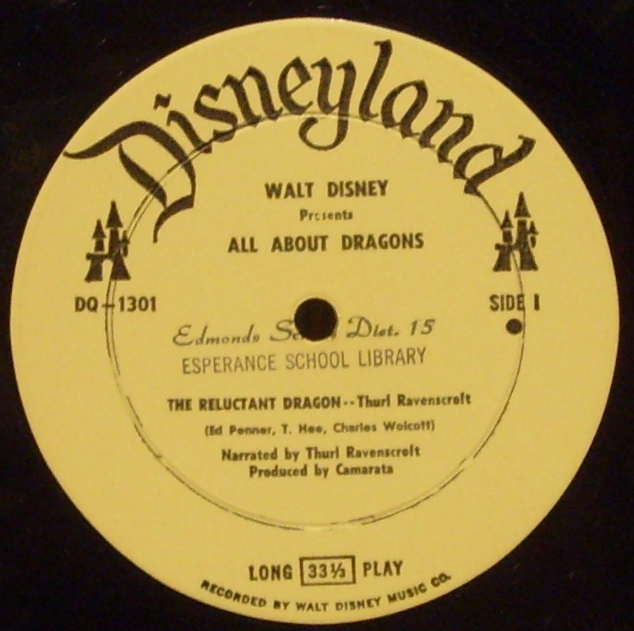 Disneyland
WALT DISNEY
Presents
ALL ABOUT DRAGONS
DQ-1301
SIDE 1
Edmonds Dist. 15
ESPERANCE SCHOOL LIBRARY
THE RELUCTANT DRAGON--Thurl Ravenscroft
(Ed Penner, T. Hee, Charles Wolcott)
Narrated by Thurl Ravenscroft
Produced by Camarata
LONG 33⅓ PLAY
RECORDED BY WALT DISNEY MUSIC CO.